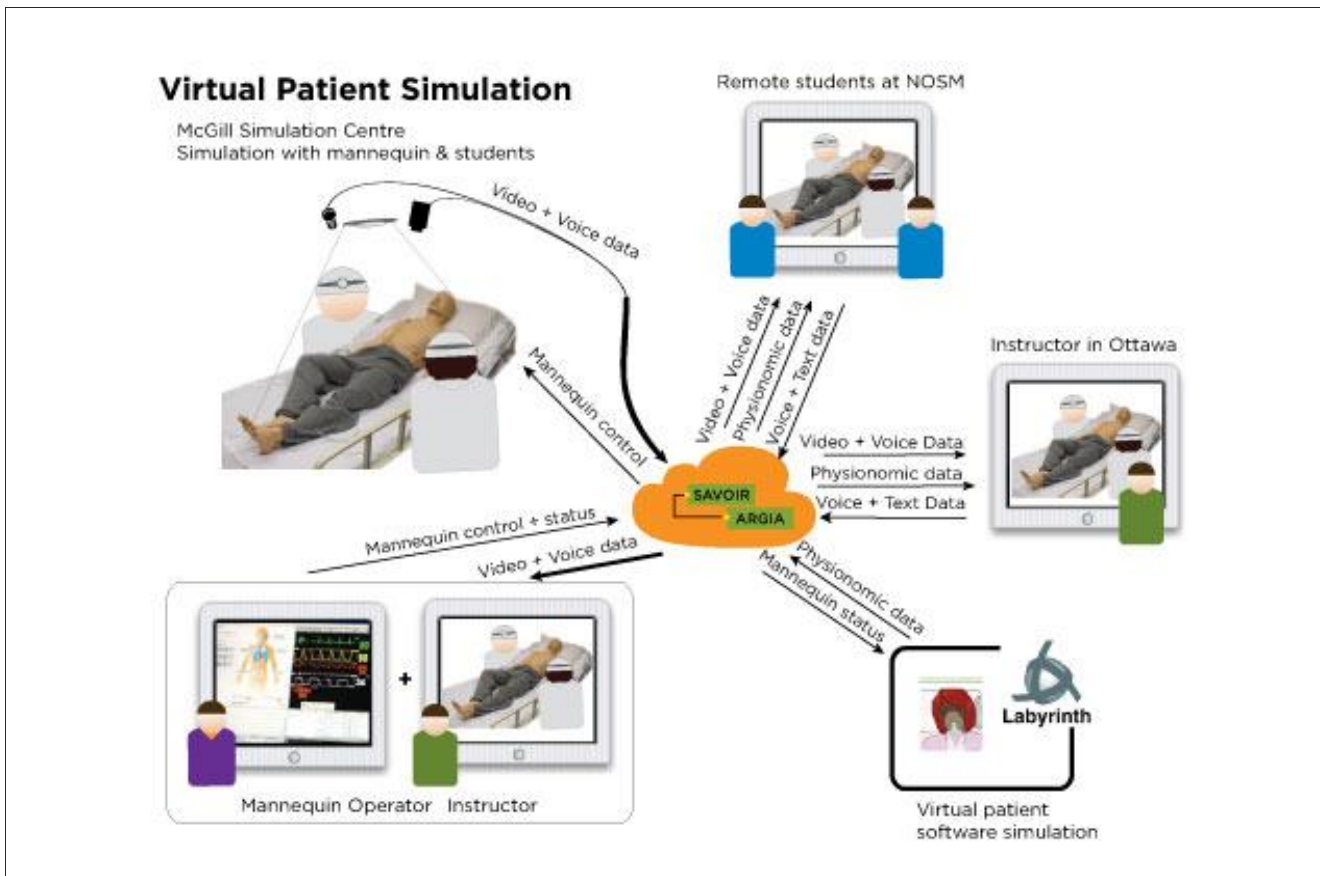 Virtual Patient Simulation
McGill Simulation Centre
Simulation with mannequin & students
Remote students at NOSM
Video + Voice data
Mannequin control
Video + Voice data
Physionomic data
Voice + Text data
Instructor in Ottawa
Video + Voice Data
Physionomic data
Voice + Text Data
SAVOIR
ARGIA
Mannequin control + status
Video + Voice data
Physionomic data
Mannequin status
+
Labyrinth
Mannequin Operator
Instructor
Virtual patient
software simulation